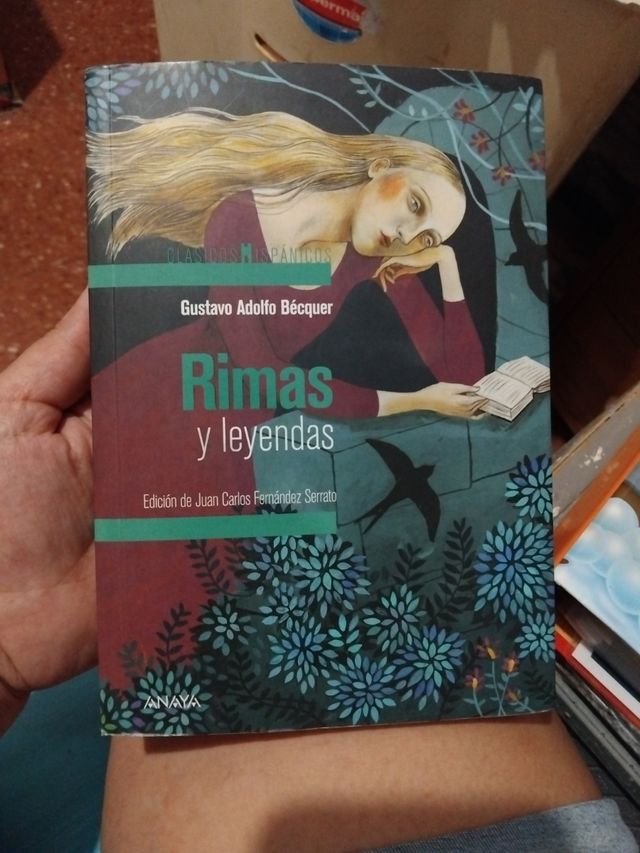 CLÁSICOS HISPÁNICOS
Gustavo Adolfo Bécquer
Rimas
y leyendas
Edición de Juan Carlos Fernández Serrato
ANAYA